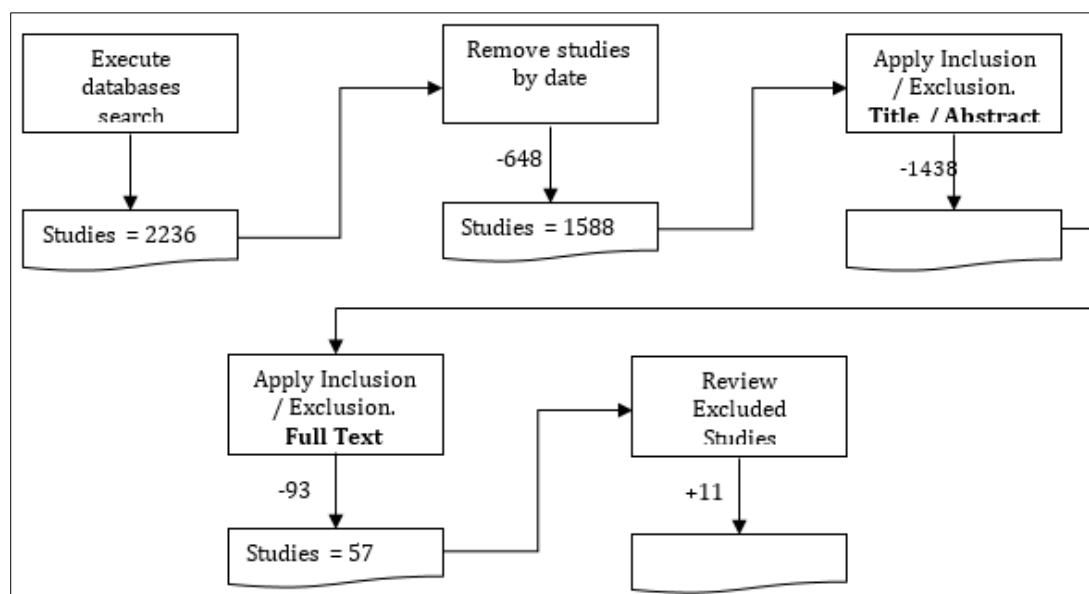 Execute
databases
search
Remove studies
by date
Apply Inclusion
/ Exclusion.
Title / Abstract
-648
-1438
Studies = 2236
Studies = 1588
Apply Inclusion
/ Exclusion.
Full Text
Review
Excluded
Studies
-93
+11
Studies = 57